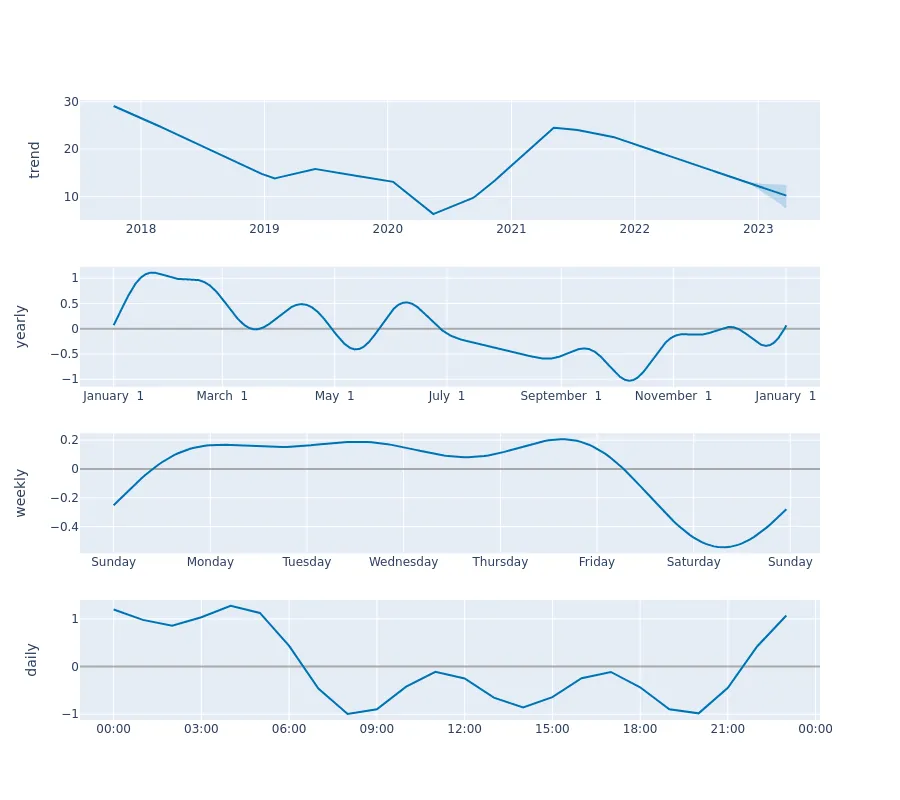 30
20
10
trend
2018 2019 2020 2021 2022 2023
1
0.5
0
−0.5
−1
yearly
January 1 March 1 May 1 July 1 September 1 November 1 January 1
0.2
0
−0.2
−0.4
weekly
Sunday Monday Tuesday Wednesday Thursday Friday Saturday Sunday
1
0
−1
daily
00:00 03:00 06:00 09:00 12:00 15:00 18:00 21:00 00:00